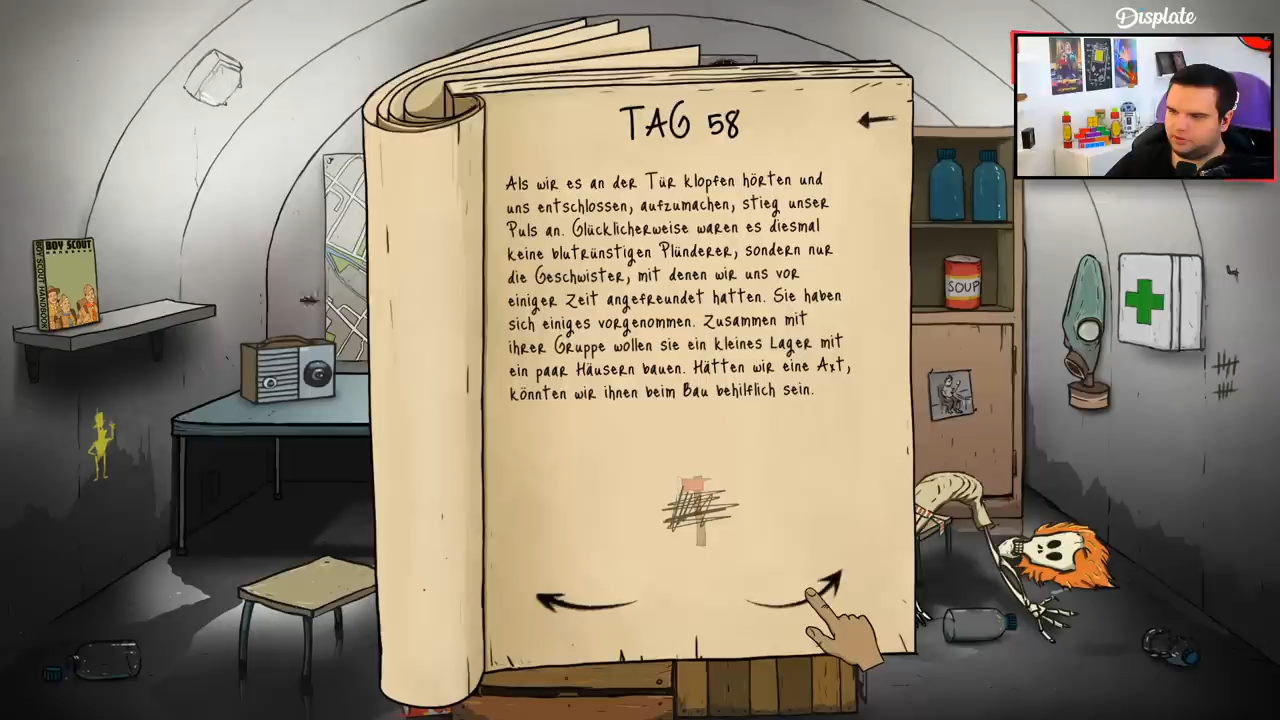 Displate
TAG 58
Als wir es an der Tür klopfen hörten und
uns entschlossen, aufzumachen, stieg unser
Puls an. Glücklicherweise waren es diesmal
keine blutrünstigen Plünderer, sondern nur
die Geschwister, mit denen wir uns vor
einiger Zeit angefreundet hatten. Sie haben
sich einiges vorgenommen. Zusammen mit
ihrer Gruppe wollen sie ein kleines Lager mit
ein paar Häusern bauen. Hätten wir eine Axt,
könnten wir ihnen beim Bau behilflich sein.
BOY SCOUT
BOY SCOUT HANDBOOK
SOUP